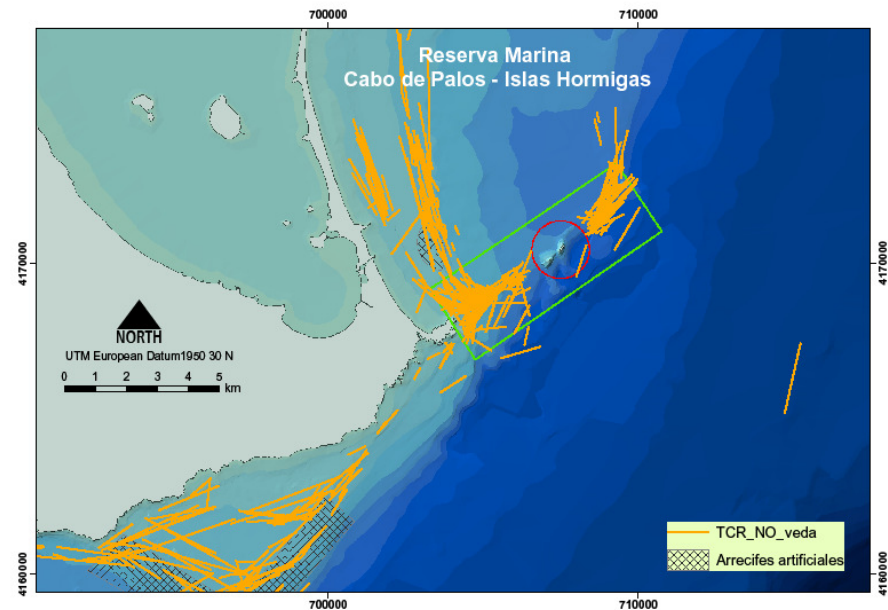 700000
710000
Reserva Marina
Cabo de Palos - Islas Hormigas
4170000
4170000
NORTH
UTM European Datum1950 30 N
0 1 2 3 4 5
km
TCR_NO_veda
Arrecifes artificiales
4160000
4160000
700000
710000